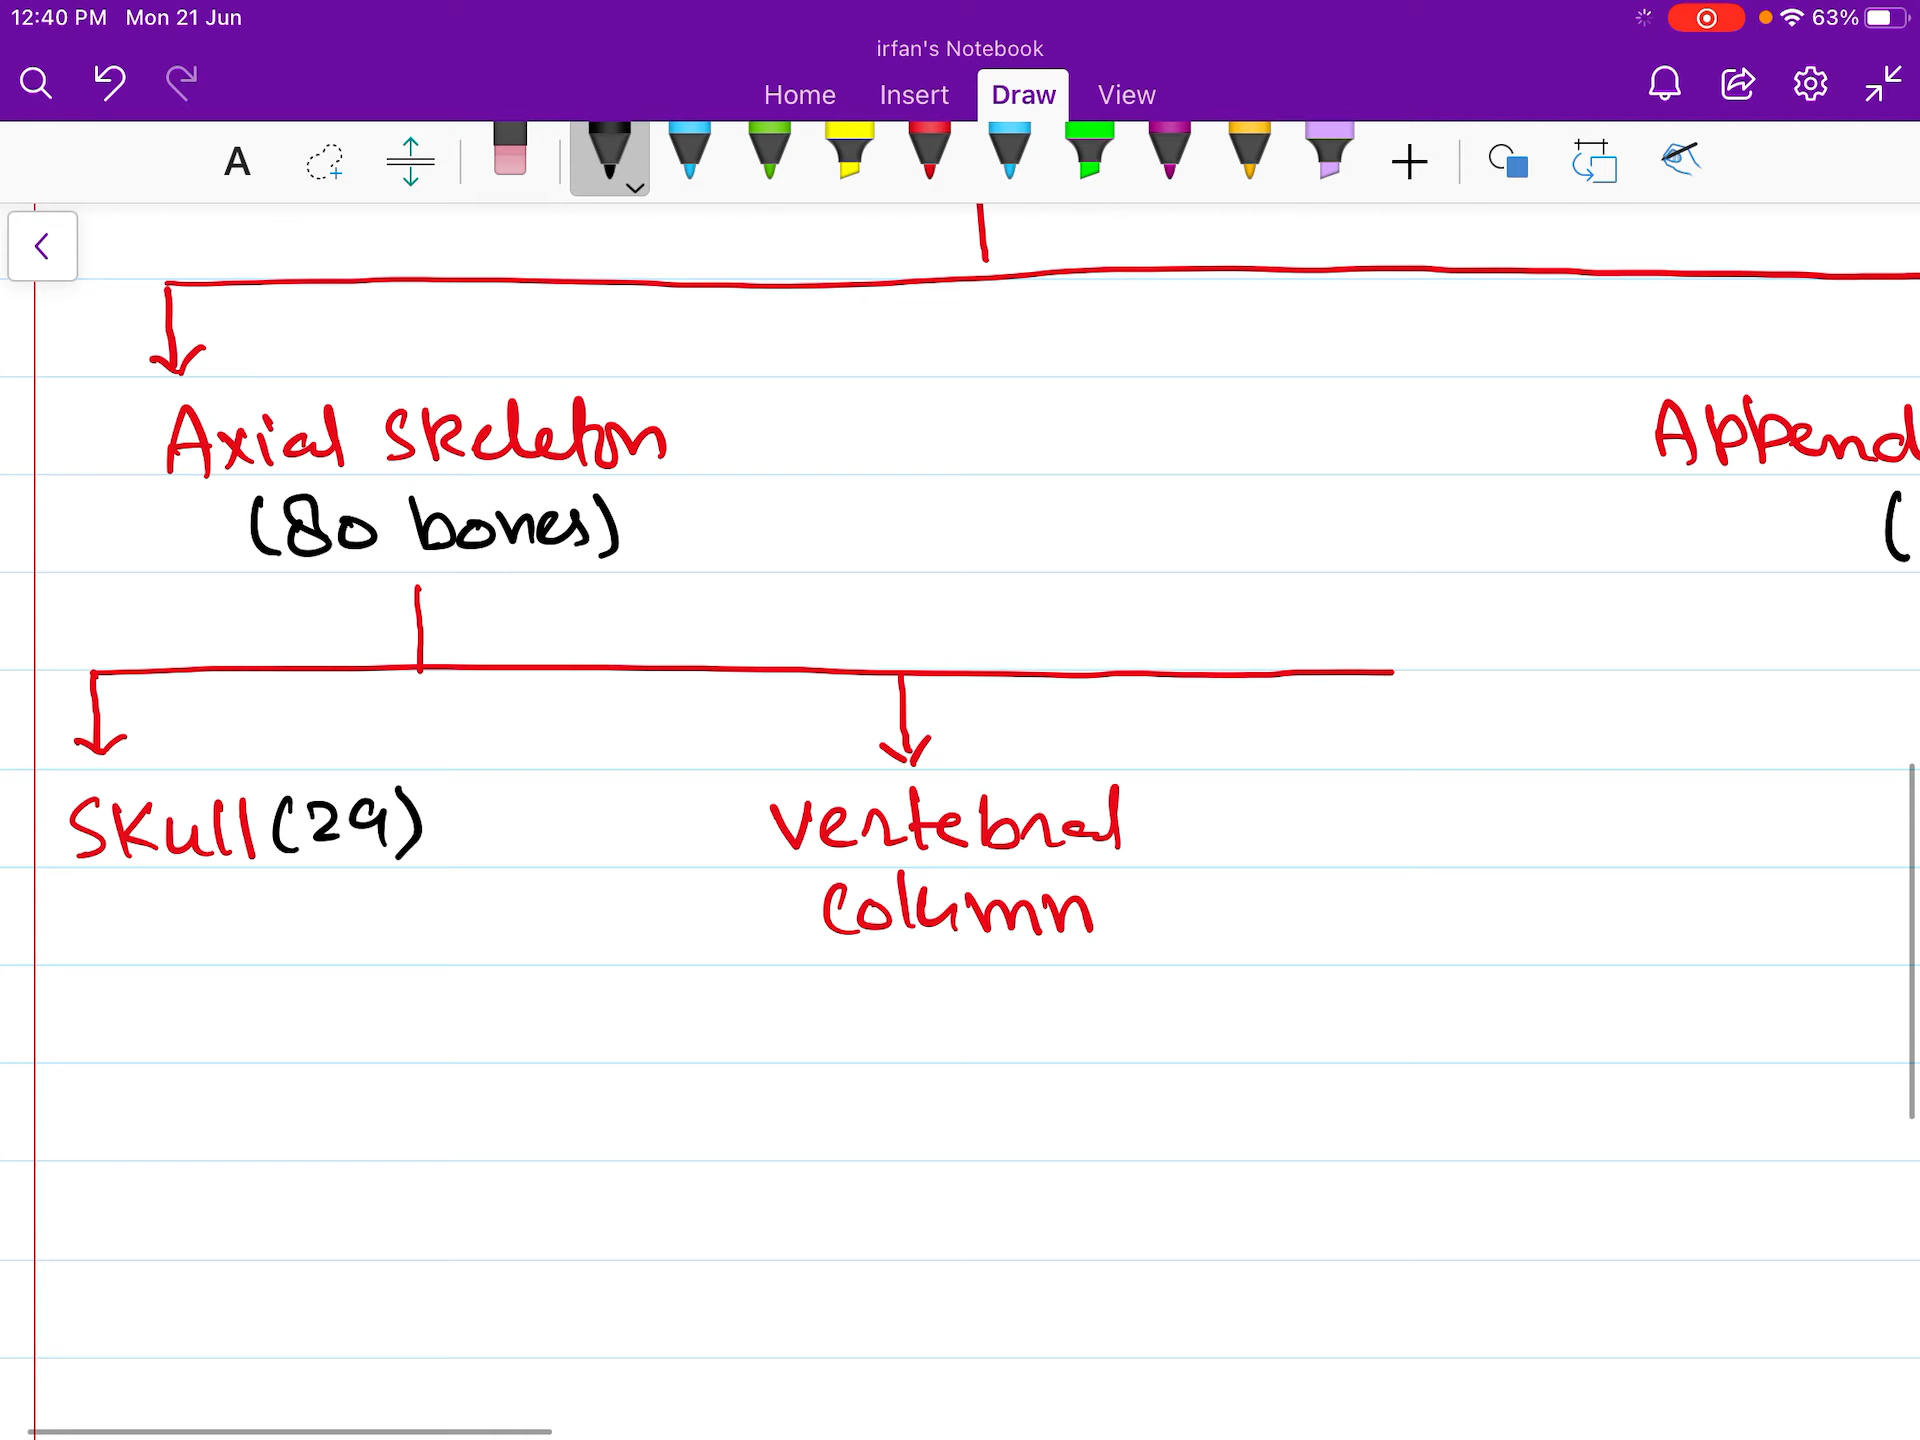 12:40 PM Mon 21 Jun 63%
irfan's Notebook
Home Insert Draw View
A
Axial Skeleton Append
(80 bones) (
Skull (29) Vertebral
Column